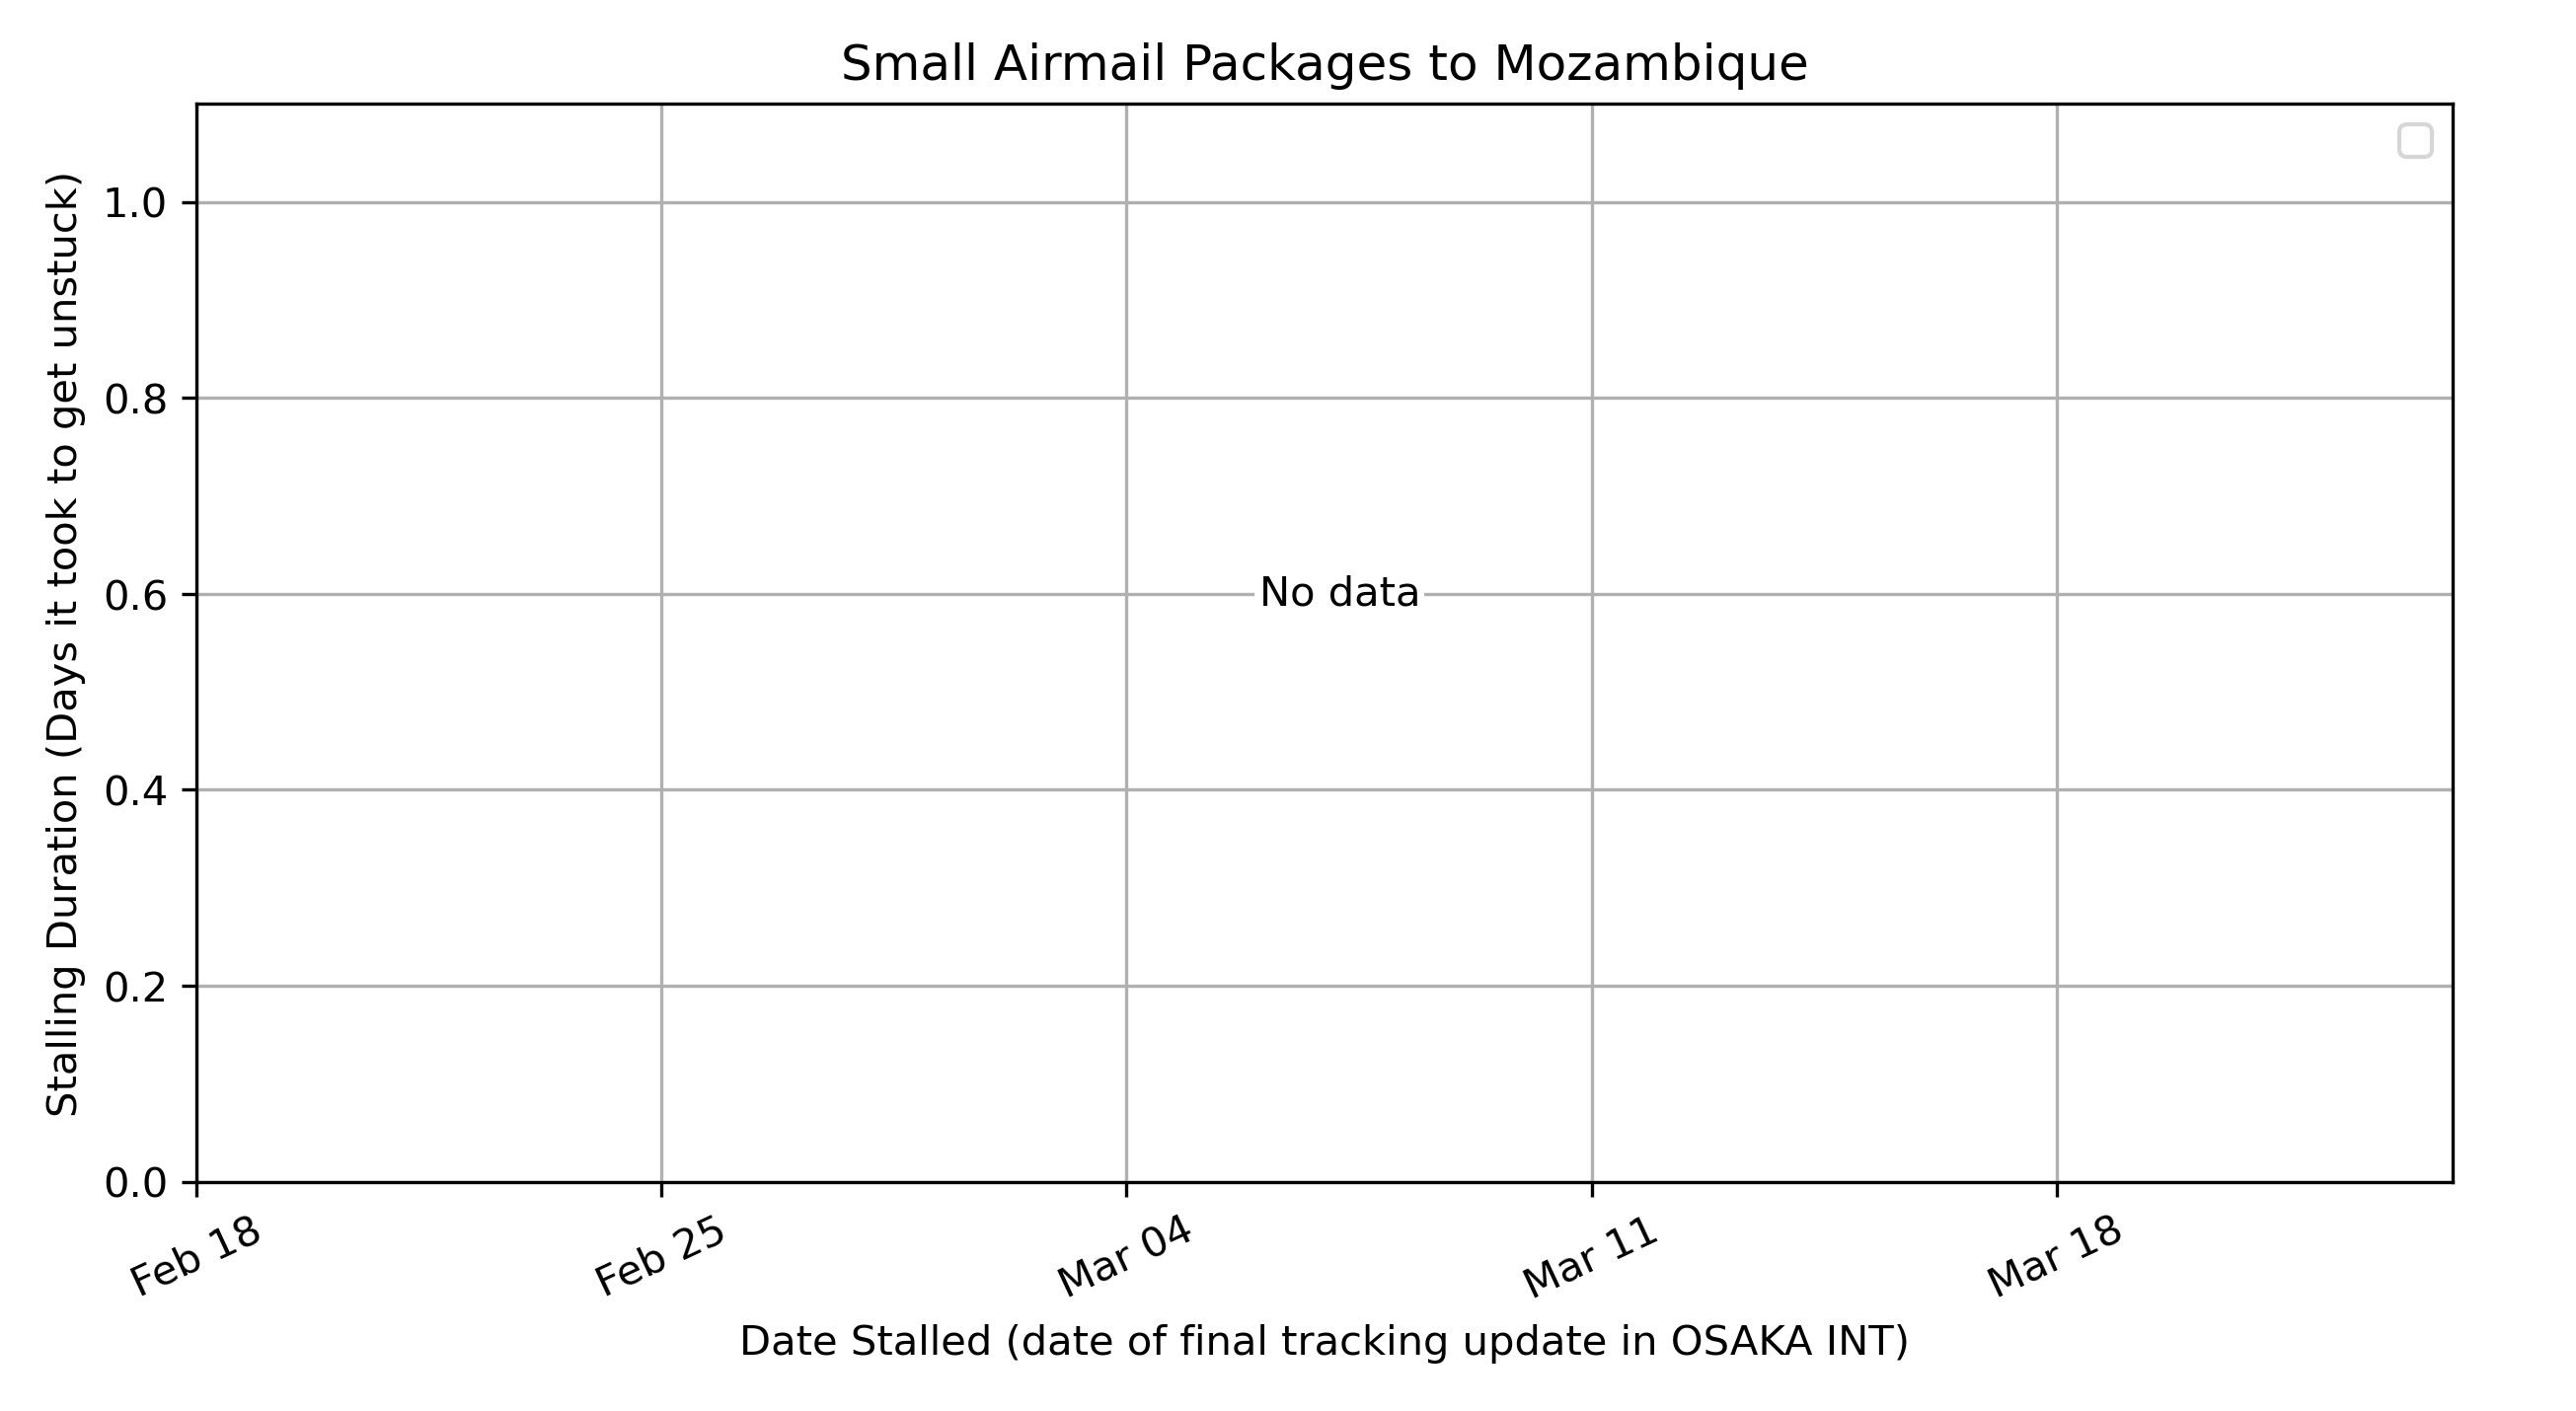 Small Airmail Packages to Mozambique
Stalling Duration (Days it took to get unstuck)
1.0
0.8
0.6
0.4
0.2
0.0
No data
Feb 18
Feb 25
Mar 04
Mar 11
Mar 18
Date Stalled (date of final tracking update in OSAKA INT)